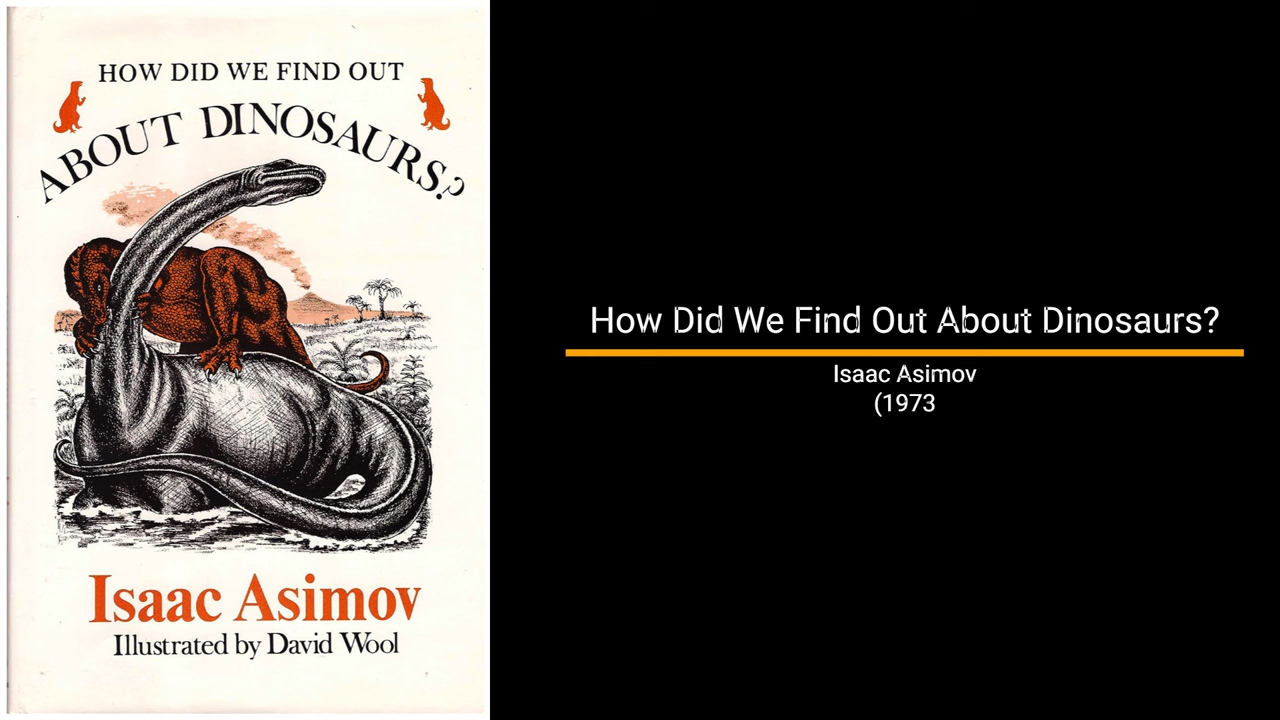 HOW DID WE FIND OUT
ABOUT DINOSAURS?
Isaac Asimov
Illustrated by David Wool
How Did We Find Out About Dinosaurs?
Isaac Asimov
(1973